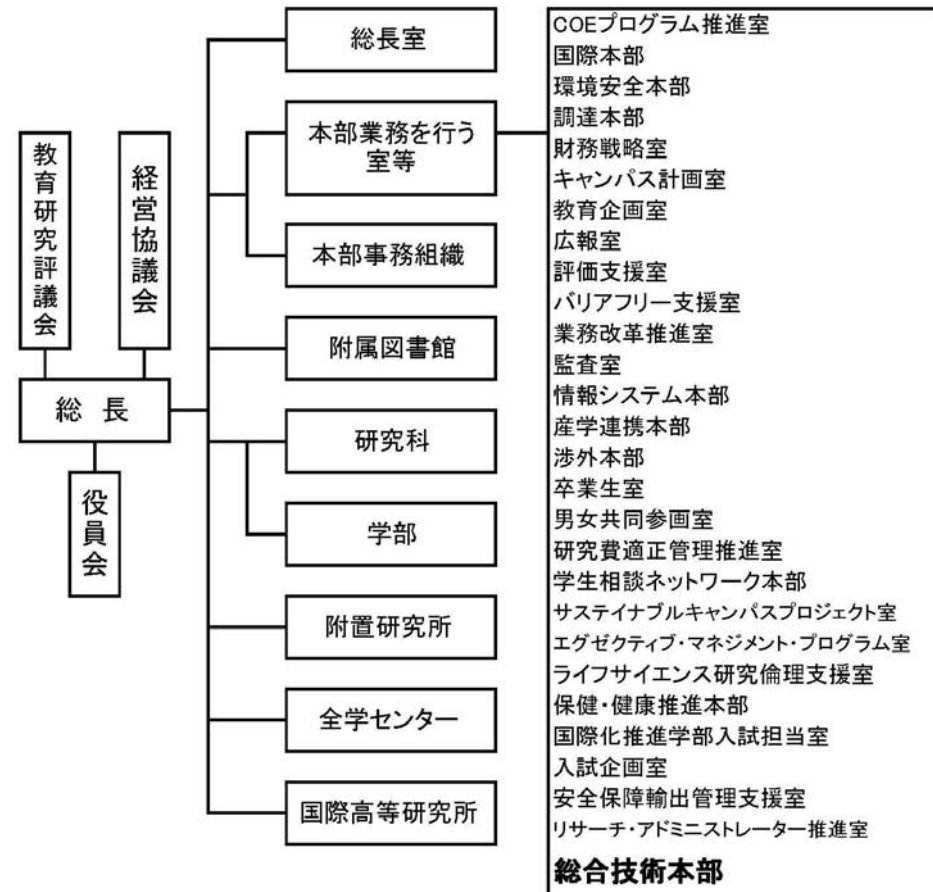 教育研究評議会
経営協議会
総 長
役員会
総長室
本部業務を行う
室等
本部事務組織
附属図書館
研究科
学部
附置研究所
全学センター
国際高等研究所
COEプログラム推進室
国際本部
環境安全本部
調達本部
財務戦略室
キャンパス計画室
教育企画室
広報室
評価支援室
バリアフリー支援室
業務改革推進室
監査室
情報システム本部
産学連携本部
渉外本部
卒業生室
男女共同参画室
研究費適正管理推進室
学生相談ネットワーク本部
サステイナブルキャンパスプロジェクト室
エグゼクティブ・マネジメント・プログラム室
ライフサイエンス研究倫理支援室
保健・健康推進本部
国際化推進学部入試担当室
入試企画室
安全保障輸出管理支援室
リサーチ・アドミニストレーター推進室
総合技術本部